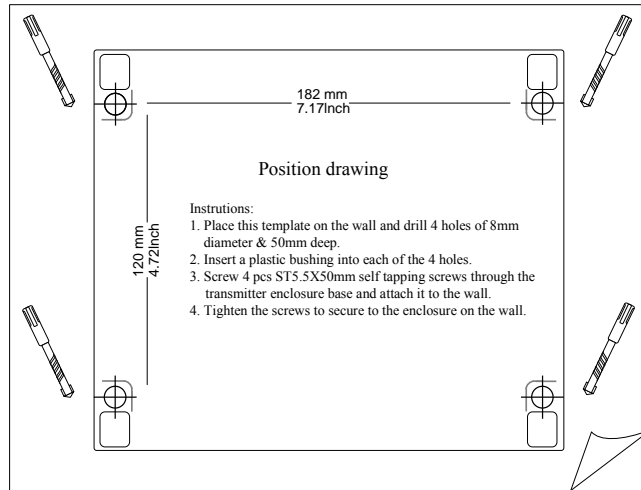 182 mm
7.17Inch
Position drawing
120 mm
4.72Inch
Instrutions:
1. Place this template on the wall and drill 4 holes of 8mm
diameter & 50mm deep.
2. Insert a plastic bushing into each of the 4 holes.
3. Screw 4 pcs ST5.5X50mm self tapping screws through the
transmitter enclosure base and attach it to the wall.
4. Tighten the screws to secure to the enclosure on the wall.